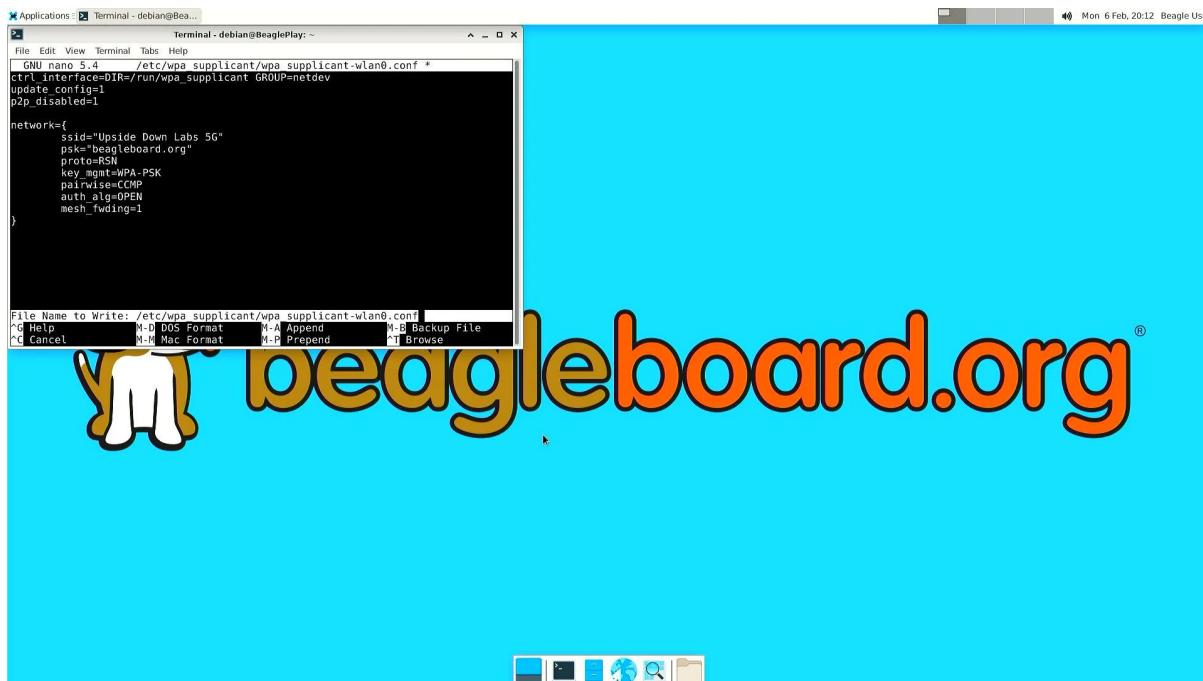 Applications
Terminal - debian@Bea...
Mon 6 Feb, 20:12 Beagle Us
Terminal - debian@BeaglePlay: ~
File Edit View Terminal Tabs Help
GNU nano 5.4 /etc/wpa_supplicant/wpa_supplicant-wlan0.conf *
ctrl_interface=DIR=/run/wpa_supplicant GROUP=netdev
update_config=1
p2p_disabled=1
network={
ssid="Upside Down Labs 5G"
psk="beagleboard.org"
proto=RSN
key_mgmt=WPA-PSK
pairwise=CCMP
auth_alg=OPEN
mesh_fwding=1
}
File Name to Write: /etc/wpa_supplicant/wpa_supplicant-wlan0.conf
^G Help M-D DOS Format M-A Append M-B Backup File
^C Cancel M-M Mac Format M-P Prepend ^T Browse
beagleboard.org®